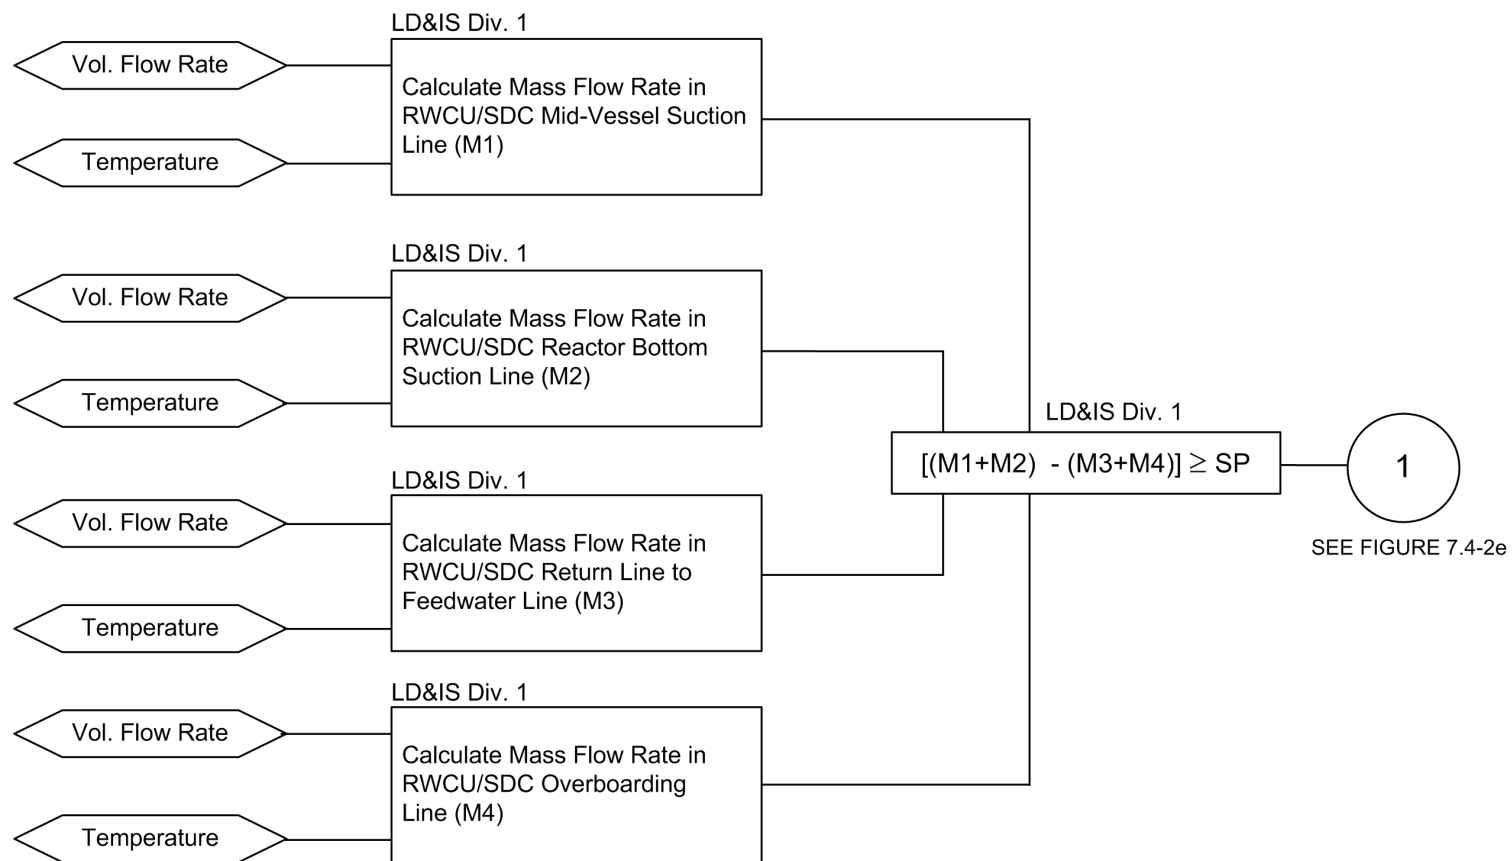 LD&IS Div. 1
Vol. Flow Rate
Temperature
Calculate Mass Flow Rate in
RWCU/SDC Mid-Vessel Suction
Line (M1)
LD&IS Div. 1
Vol. Flow Rate
Temperature
Calculate Mass Flow Rate in
RWCU/SDC Reactor Bottom
Suction Line (M2)
LD&IS Div. 1
[(M1+M2) - (M3+M4)] ≥ SP
1
SEE FIGURE 7.4-2e
LD&IS Div. 1
Vol. Flow Rate
Temperature
Calculate Mass Flow Rate in
RWCU/SDC Return Line to
Feedwater Line (M3)
LD&IS Div. 1
Vol. Flow Rate
Temperature
Calculate Mass Flow Rate in
RWCU/SDC Overboarding
Line (M4)